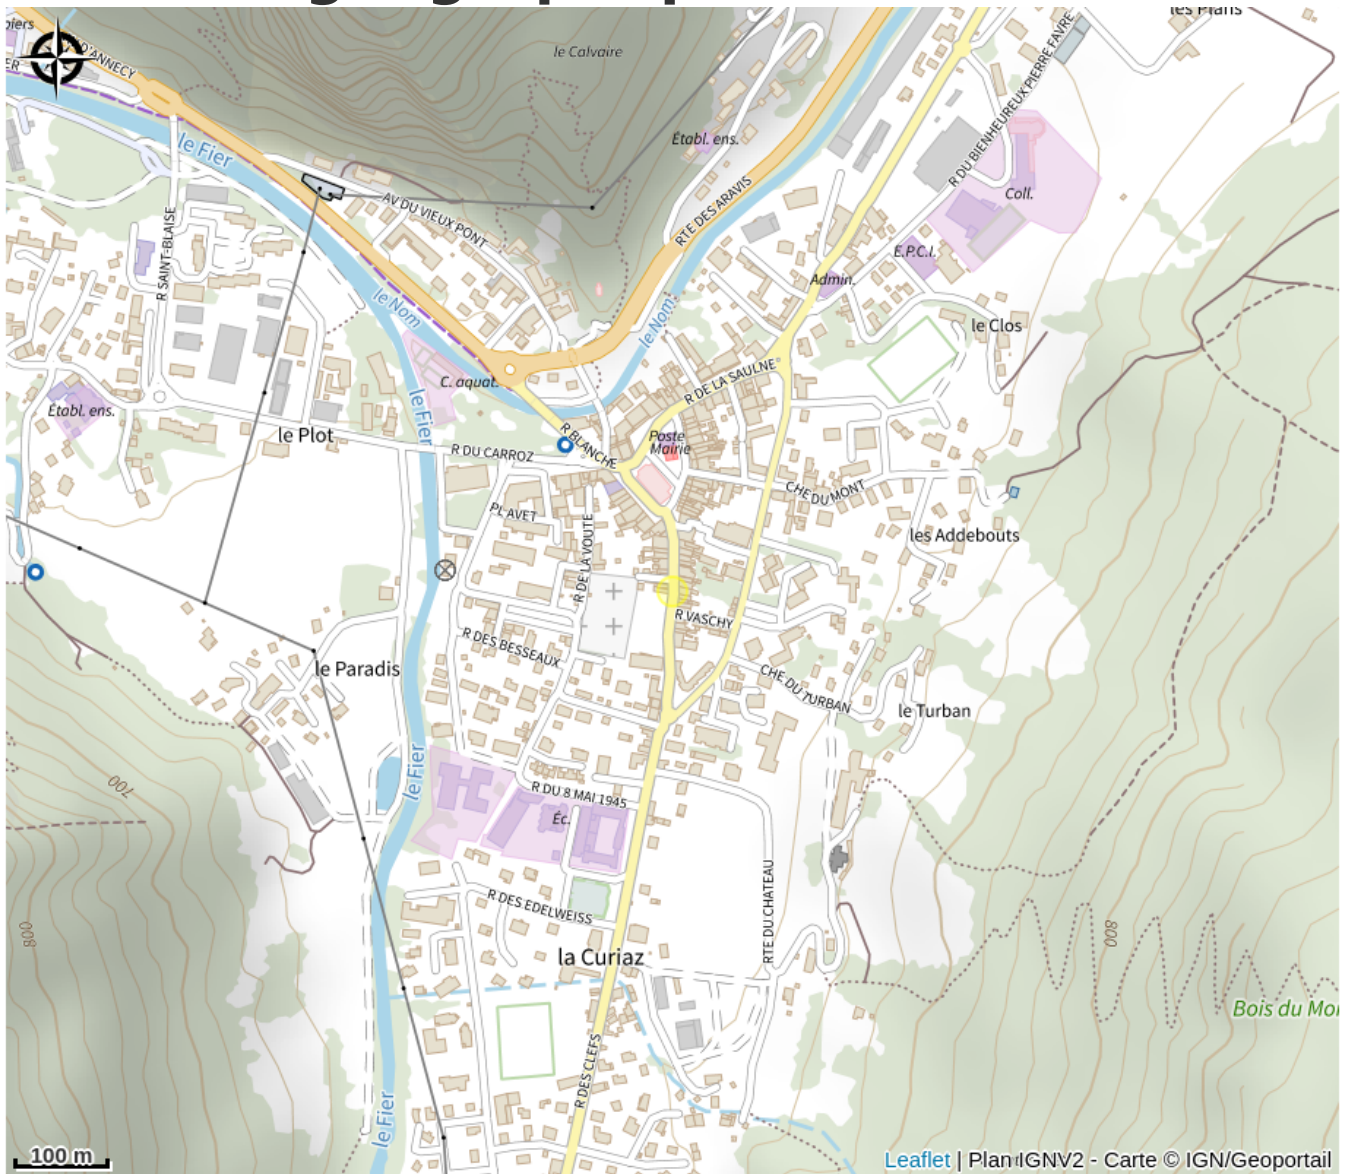 les Plans
piers
D'ANNECY
ER
le Calvaire
R DU BIENHEUREUX PIERRE FAVRE
le Fier
Établ. ens.
Coll.
AV DU VIEUX PONT
RTE DES ARAVIS
R SAINT-BLAISE
E.P.C.I.
Admin.
le Nom
le Nom
le Clos
C. aquat.
R DE LA SAULNE
Établ. ens.
le Fier
le Plot
R BLANCHE
Poste
Mairie
R DU CARROZ
CHE DU MONT
PL AVET
R DE LA VOUTE
les Addebouts
R VASCHY
R DES BESSEAUX
le Paradis
CHE DU TURBAN
le Turban
le Fier
700
R DU 8 MAI 1945
Éc.
RTE DU CHATEAU
R DES EDELWEISS
800
800
la Curiaz
Bois du Mo
R DES CLEFS
le Fier
100 m
Leaflet | Plan IGNV2 - Carte © IGN/Geoportail